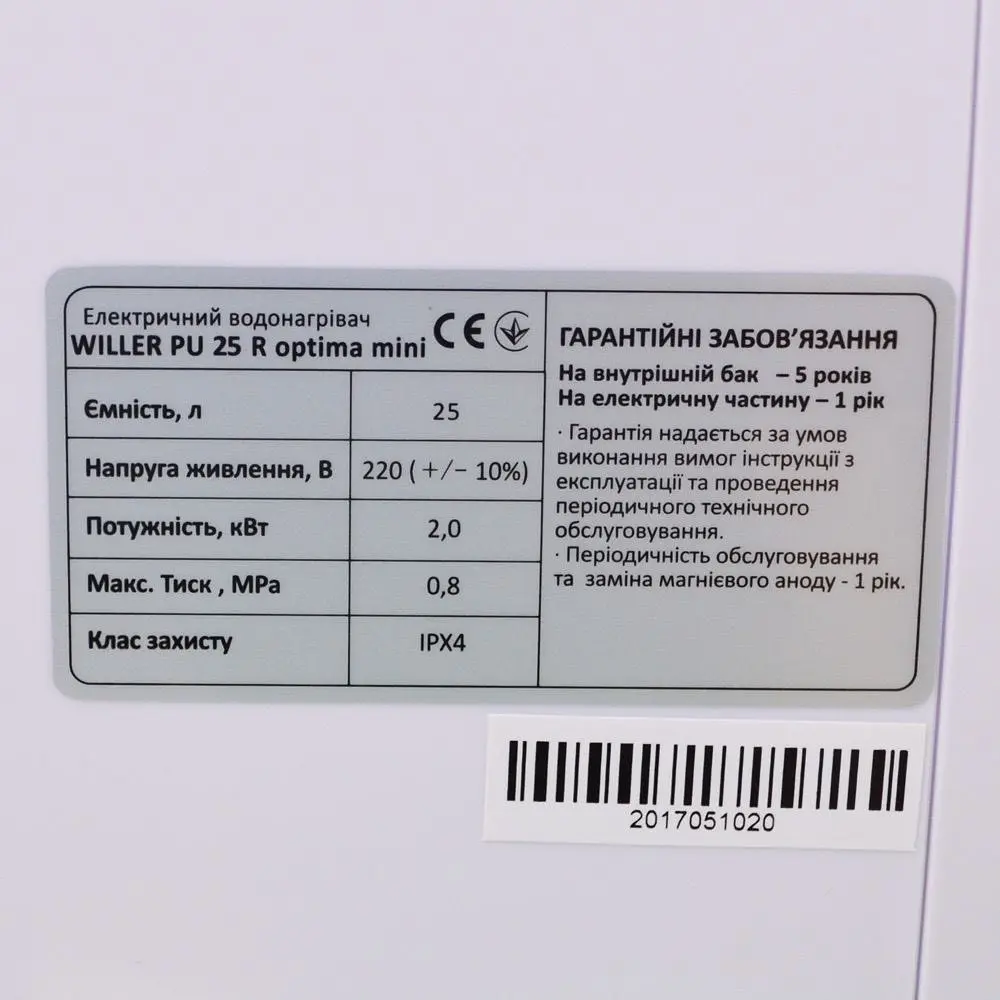 Електричний водонагрівач
WILLER PU 25 R optima mini
CE
Ємність, л 25
Напруга живлення, В 220 (+/- 10%)
Потужність, кВт 2,0
Макс. Тиск , МРа 0,8
Клас захисту IPX4
ГАРАНТІЙНІ ЗАБОВ'ЯЗАННЯ
На внутрішній бак – 5 років
На електричну частину – 1 рік
· Гарантія надається за умов
виконання вимог інструкції з
експлуатації та проведення
періодичного технічного
обслуговування.
· Періодичність обслуговування
та заміна магнієвого аноду - 1 рік.
2017051020